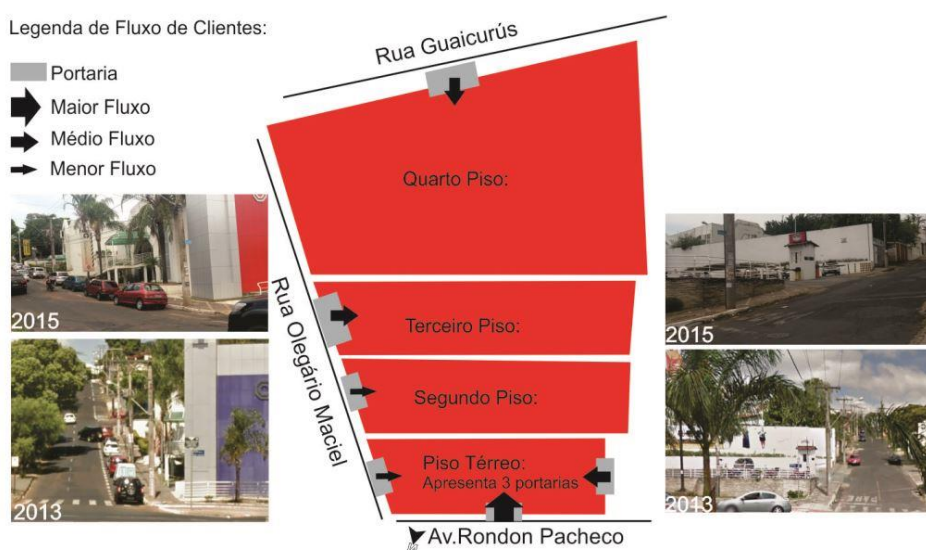 Legenda de Fluxo de Clientes:
Portaria
Maior Fluxo
Médio Fluxo
Menor Fluxo
Rua Guaicurús
Quarto Piso:
Rua Olegário Maciel
Terceiro Piso:
Segundo Piso:
Piso Térreo:
Apresenta 3 portarias
Av.Rondon Pacheco
2015
2013
2015
2013